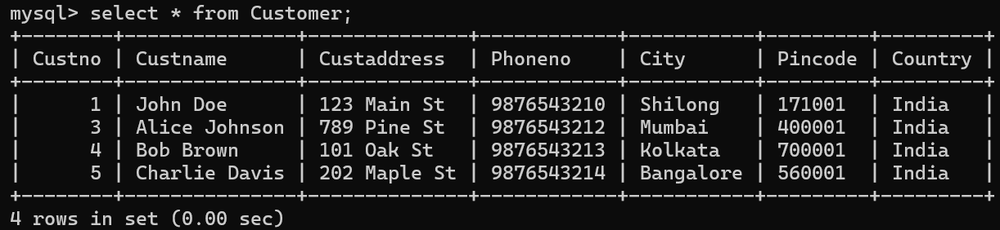 mysql> select * from Customer;
+--------+---------------+--------------+------------+-----------+---------+---------+
| Custno | Custname      | Custaddress  | Phoneno    | City      | Pincode | Country |
+--------+---------------+--------------+------------+-----------+---------+---------+
|      1 | John Doe      | 123 Main St  | 9876543210 | Shilong   | 171001  | India   |
|      3 | Alice Johnson | 789 Pine St  | 9876543212 | Mumbai    | 400001  | India   |
|      4 | Bob Brown     | 101 Oak St   | 9876543213 | Kolkata   | 700001  | India   |
|      5 | Charlie Davis | 202 Maple St | 9876543214 | Bangalore | 560001  | India   |
+--------+---------------+--------------+------------+-----------+---------+---------+
4 rows in set (0.00 sec)